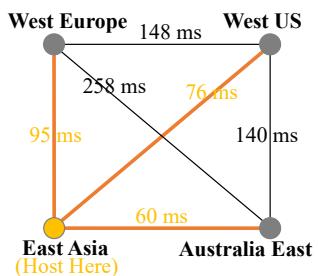 West Europe
West US
148 ms
258 ms
76 ms
95 ms
140 ms
60 ms
East Asia
(Host Here)
Australia East